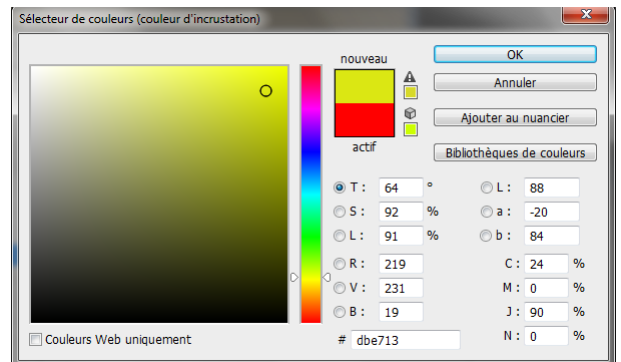 Sélecteur de couleurs (couleur d'incrustation)
nouveau
actif
OK
Annuler
Ajouter au nuancier
Bibliothèques de couleurs
T : 64 °
S : 92 %
L : 91 %
R : 219
V : 231
B : 19
# dbe713
L : 88
a : -20
b : 84
C : 24 %
M : 0 %
J : 90 %
N : 0 %
Couleurs Web uniquement